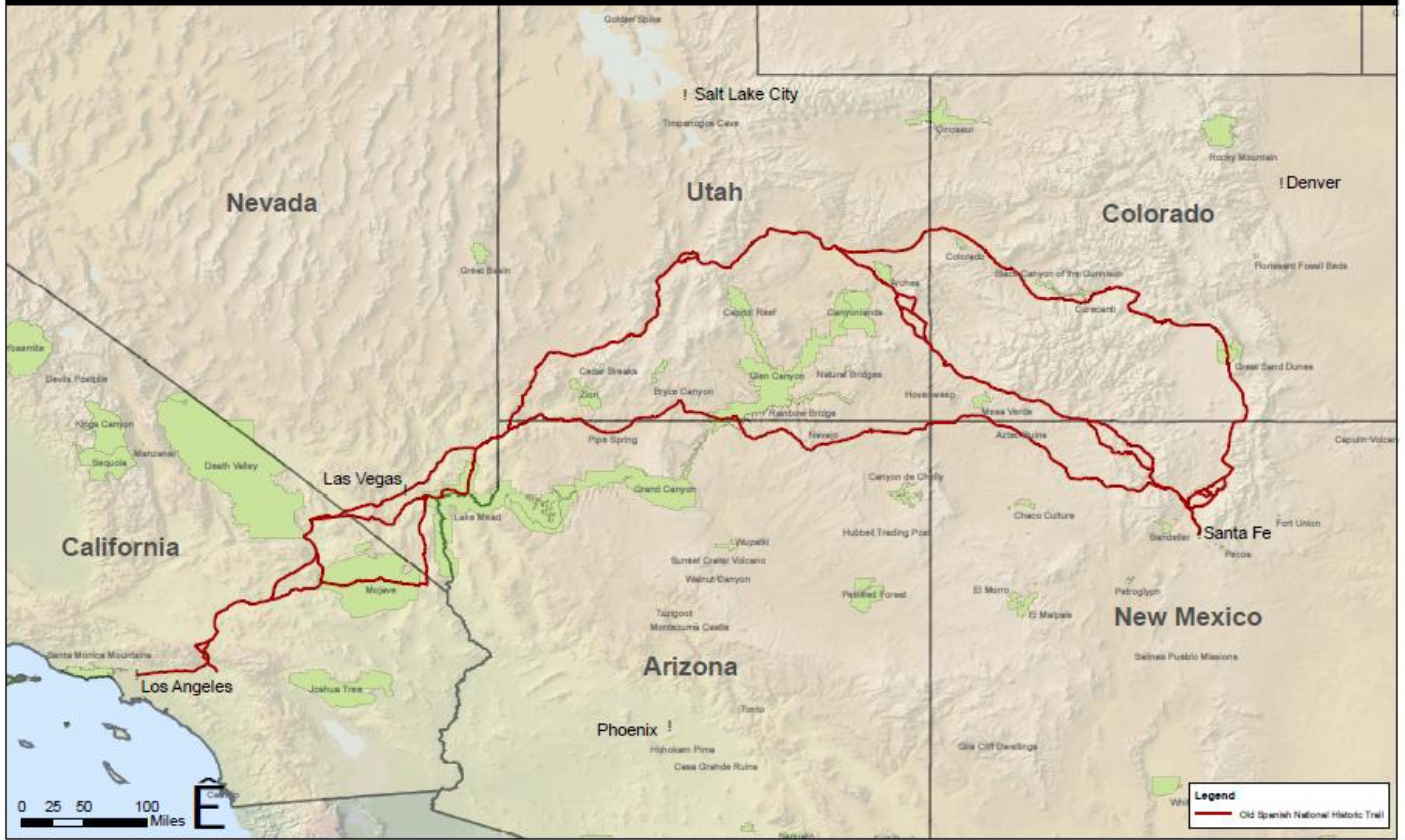 Golden Spike
Salt Lake City
Timpanogos Cave
Dinosaur
Rocky Mountain
Denver
Nevada
Utah
Colorado
Great Basin
Colorado
Florissant Fossil Beds
Arches
Black Canyon of the Gunnison
Curecanti
Capitol Reef
Canyonlands
Yosemite
Devils Postpile
Cedar Breaks
Zion
Bryce Canyon
Glen Canyon
Natural Bridges
Great Sand Dunes
Hovenweep
Mesa Verde
Rainbow Bridge
Kings Canyon
Manzanar
Sequoia
Death Valley
Pipe Spring
Navajo
Aztec Ruins
Capulin Volcan
Las Vegas
Lake Mead
Grand Canyon
Canyon de Chelly
Chaco Culture
Hubbell Trading Post
Bandelier
Santa Fe
Fort Union
Pecos
California
Wupatki
Sunset Crater Volcano
Walnut Canyon
Mojave
Petrified Forest
El Morro
El Malpais
Petroglyph
New Mexico
Tuzigoot
Montezuma Castle
Salinas Pueblo Missions
Santa Monica Mountains
Los Angeles
Joshua Tree
Arizona
Tonto
Phoenix
Hohokam Pima
Casa Grande Ruins
Gila Cliff Dwellings
0 25 50 100
Miles
Ê
Whit
Saguaro
Legend
Old Spanish National Historic Trail